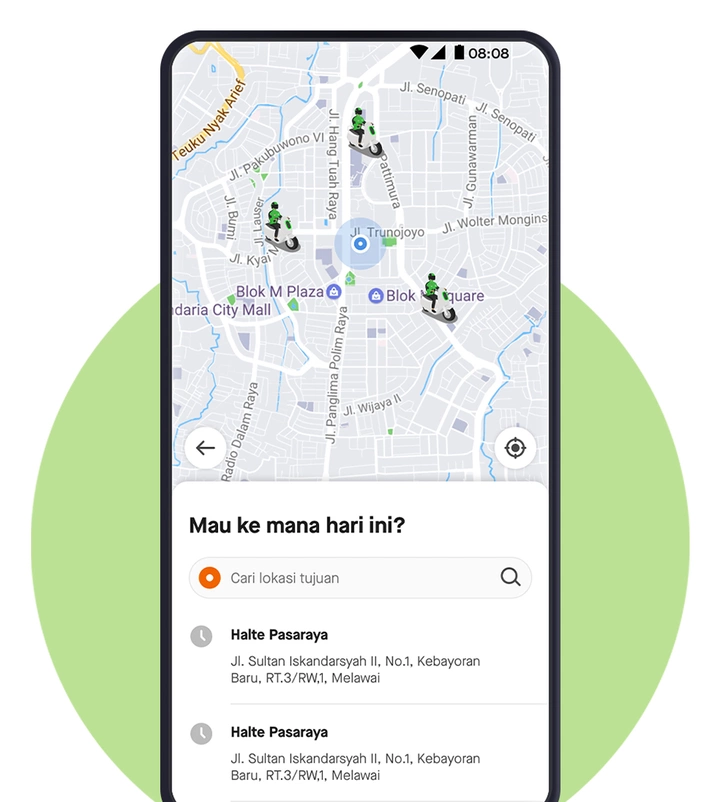 08:08
Jl. Senopati
Jl. Senopati
Teuku Nyak Arief
Jl. Hang Tuah Raya
Jl. Gunawarman
Jl. Pakubuwono VI
Pattimura
Jl. Bumi
Jl. Lauser
Jl. Wolter Mongins
Jl. Trunojoyo
Jl. Kyai M
Blok M Plaza
Blok M
quare
ndaria City Mall
Jl. Panglima Polim Raya
Jl. Wijaya II
Radio Dalam Raya
Mau ke mana hari ini?
Cari lokasi tujuan
Halte Pasaraya
Jl. Sultan Iskandarsyah II, No.1, Kebayoran
Baru, RT.3/RW,1, Melawai
Halte Pasaraya
Jl. Sultan Iskandarsyah II, No.1, Kebayoran
Baru, RT.3/RW,1, Melawai